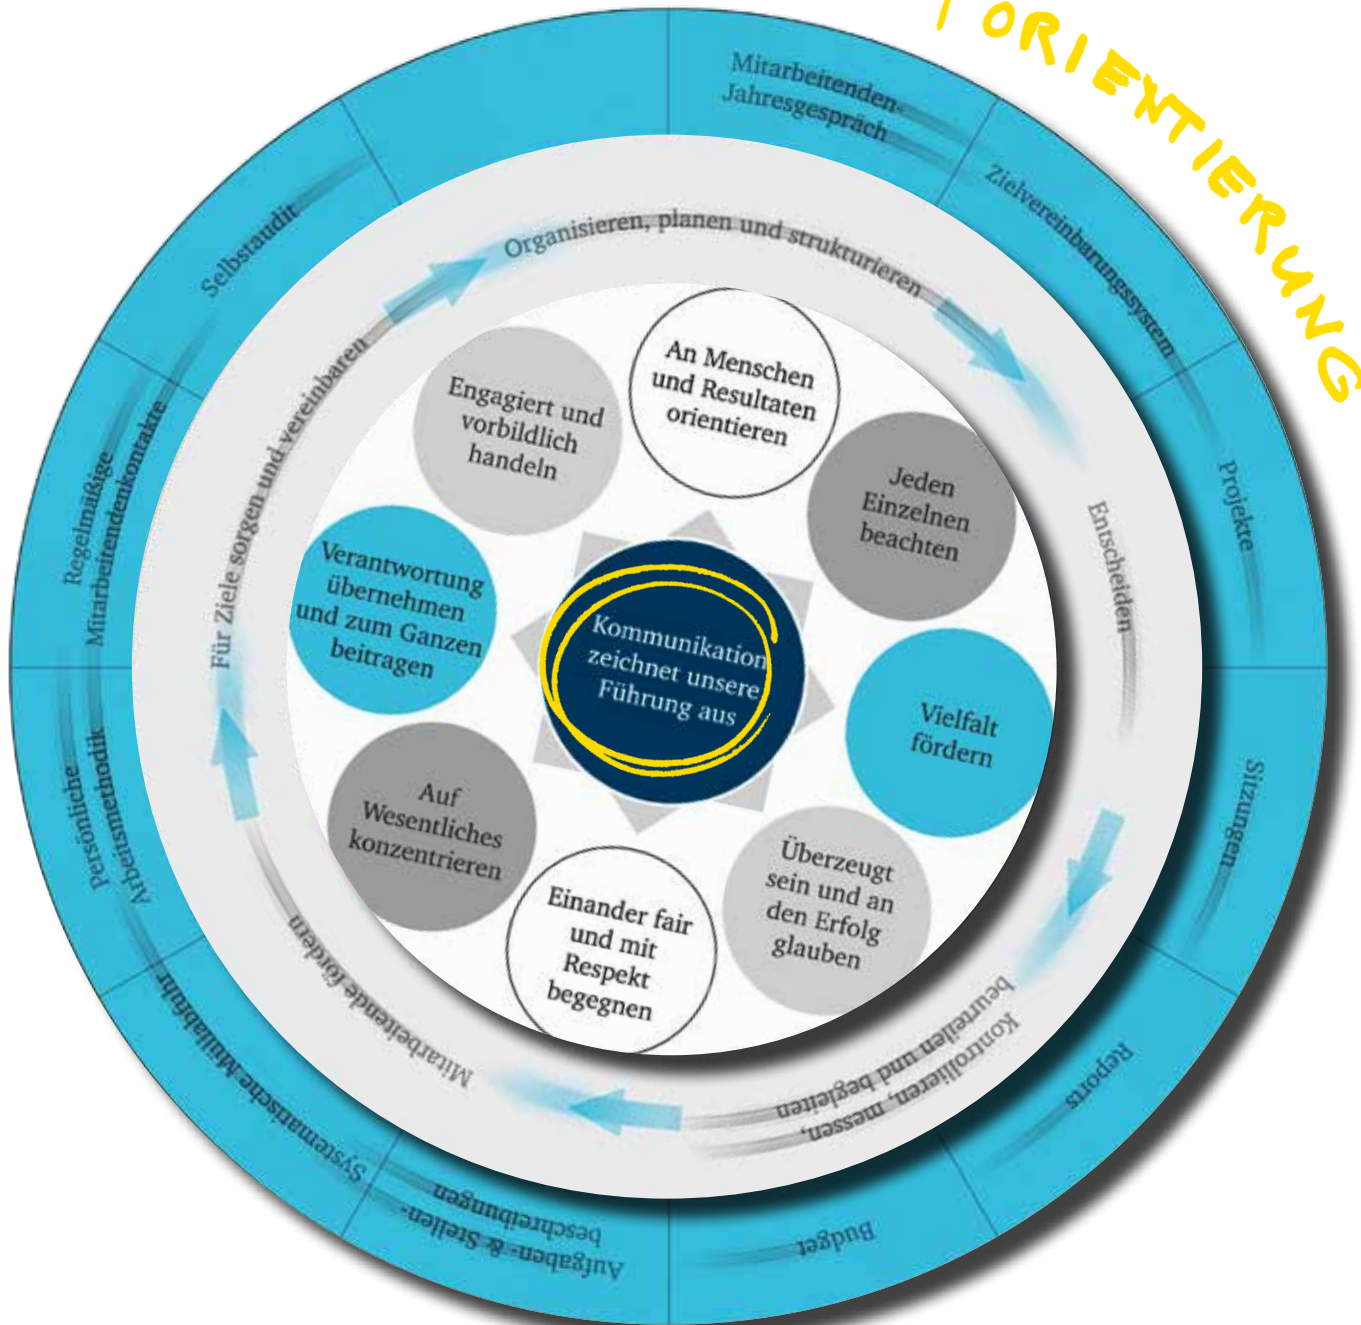 ORIENTIERUNG
Mitarbeitenden-
Jahresgespräch
Zielvereinbarungssystem
Projekte
Sitzungen
Reports
Budget
Aufgaben- & Stellen-
beschreibungen
Systemarische Müllabfuhr
Persönliche
Arbeitsmethodik
Regelmäßige
Mitarbeitendenkontakte
Selbstaudit
Organisieren, planen und strukturieren
Entscheiden
Kontrollieren, messen,
beurteilen und begleiten
Mitarbeitende fördern
Für Ziele sorgen und vereinbaren
An Menschen
und Resultaten
orientieren
Jeden
Einzelnen
beachten
Vielfalt
fördern
Überzeugt
sein und an
den Erfolg
glauben
Einander fair
und mit
Respekt
begegnen
Auf
Wesentliches
konzentrieren
Verantwortung
übernehmen
und zum Ganzen
beitragen
Engagiert und
vorbildlich
handeln
Kommunikation
zeichnet unsere
Führung aus